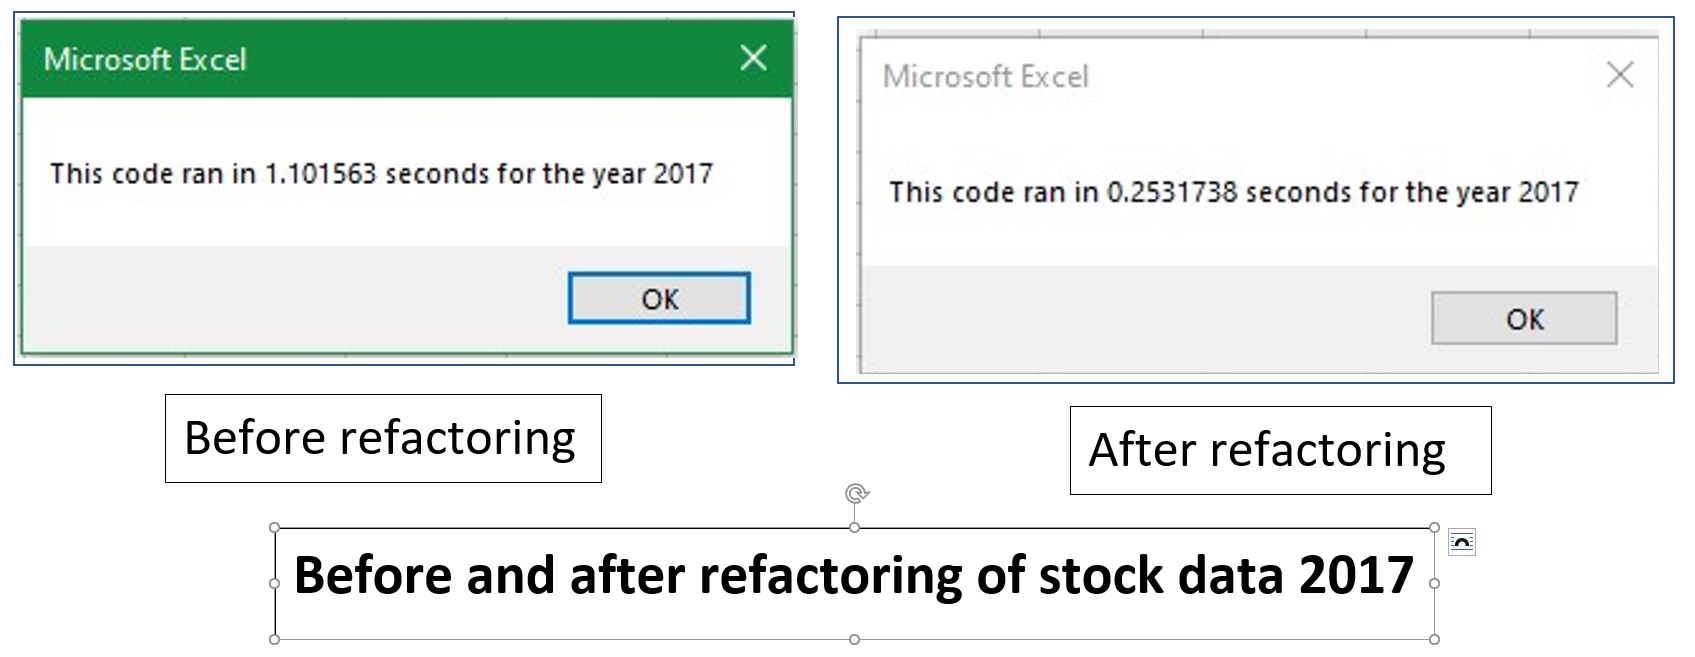 Microsoft Excel
This code ran in 1.101563 seconds for the year 2017
OK
Before refactoring
Microsoft Excel
This code ran in 0.2531738 seconds for the year 2017
OK
After refactoring
Before and after refactoring of stock data 2017